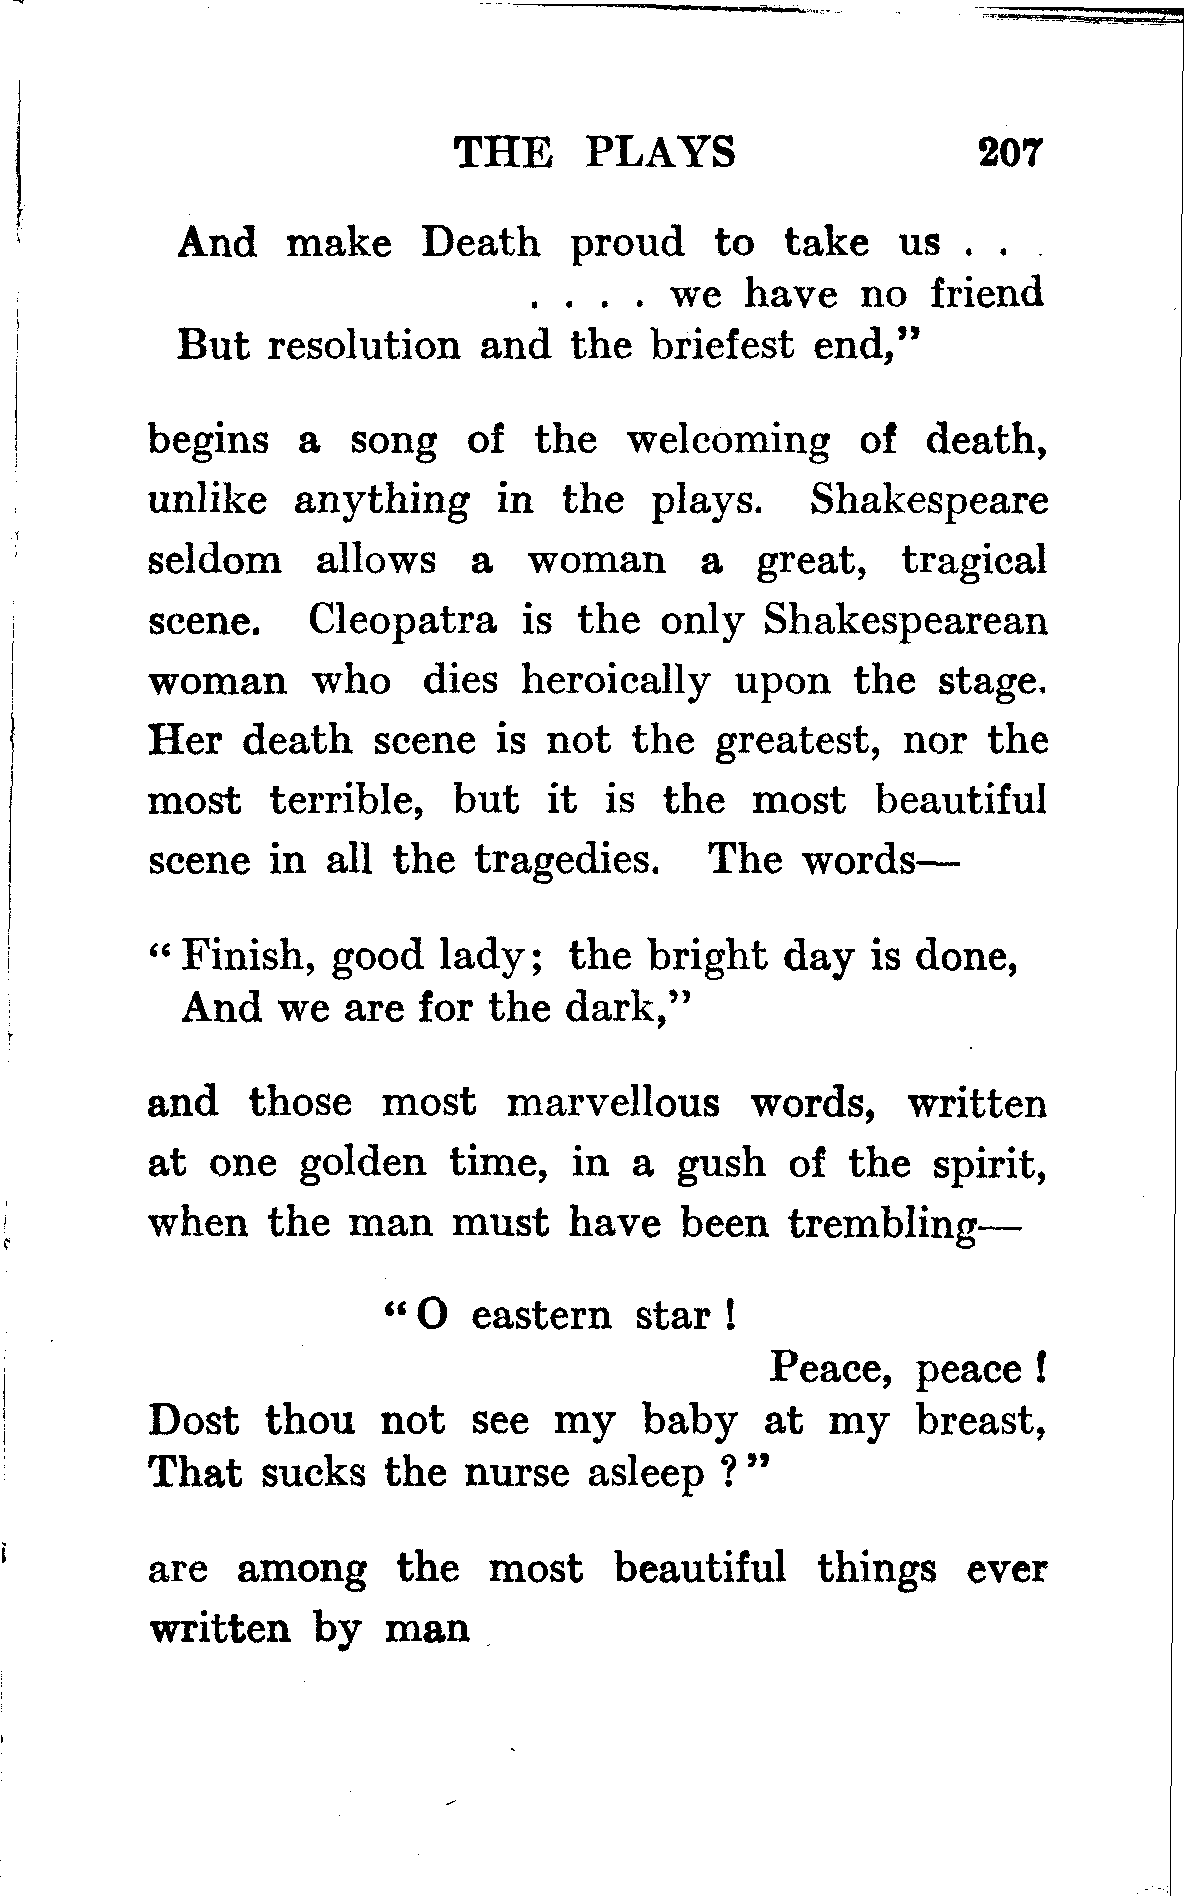 THE PLAYS 207
And make Death proud to take us . . .
. . . . we have no friend
But resolution and the briefest end,”
begins a song of the welcoming of death,
unlike anything in the plays. Shakespeare
seldom allows a woman a great, tragical
scene. Cleopatra is the only Shakespearean
woman who dies heroically upon the stage.
Her death scene is not the greatest, nor the
most terrible, but it is the most beautiful
scene in all the tragedies. The words—
“ Finish, good lady; the bright day is done,
And we are for the dark,”
and those most marvellous words, written
at one golden time, in a gush of the spirit,
when the man must have been trembling—
“ O eastern star !
Peace, peace !
Dost thou not see my baby at my breast,
That sucks the nurse asleep ? ”
are among the most beautiful things ever
written by man